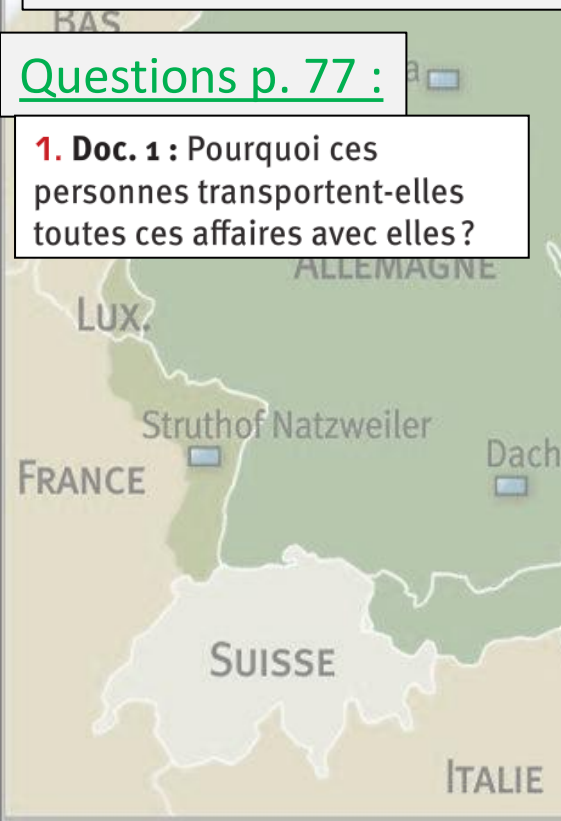 BAS
Questions p. 77 :
a
1. Doc. 1 : Pourquoi ces
personnes transportent-elles
toutes ces affaires avec elles ?
ALLEMAGNE
LUX.
Struthof Natzweiler
Dach
FRANCE
SUISSE
ITALIE